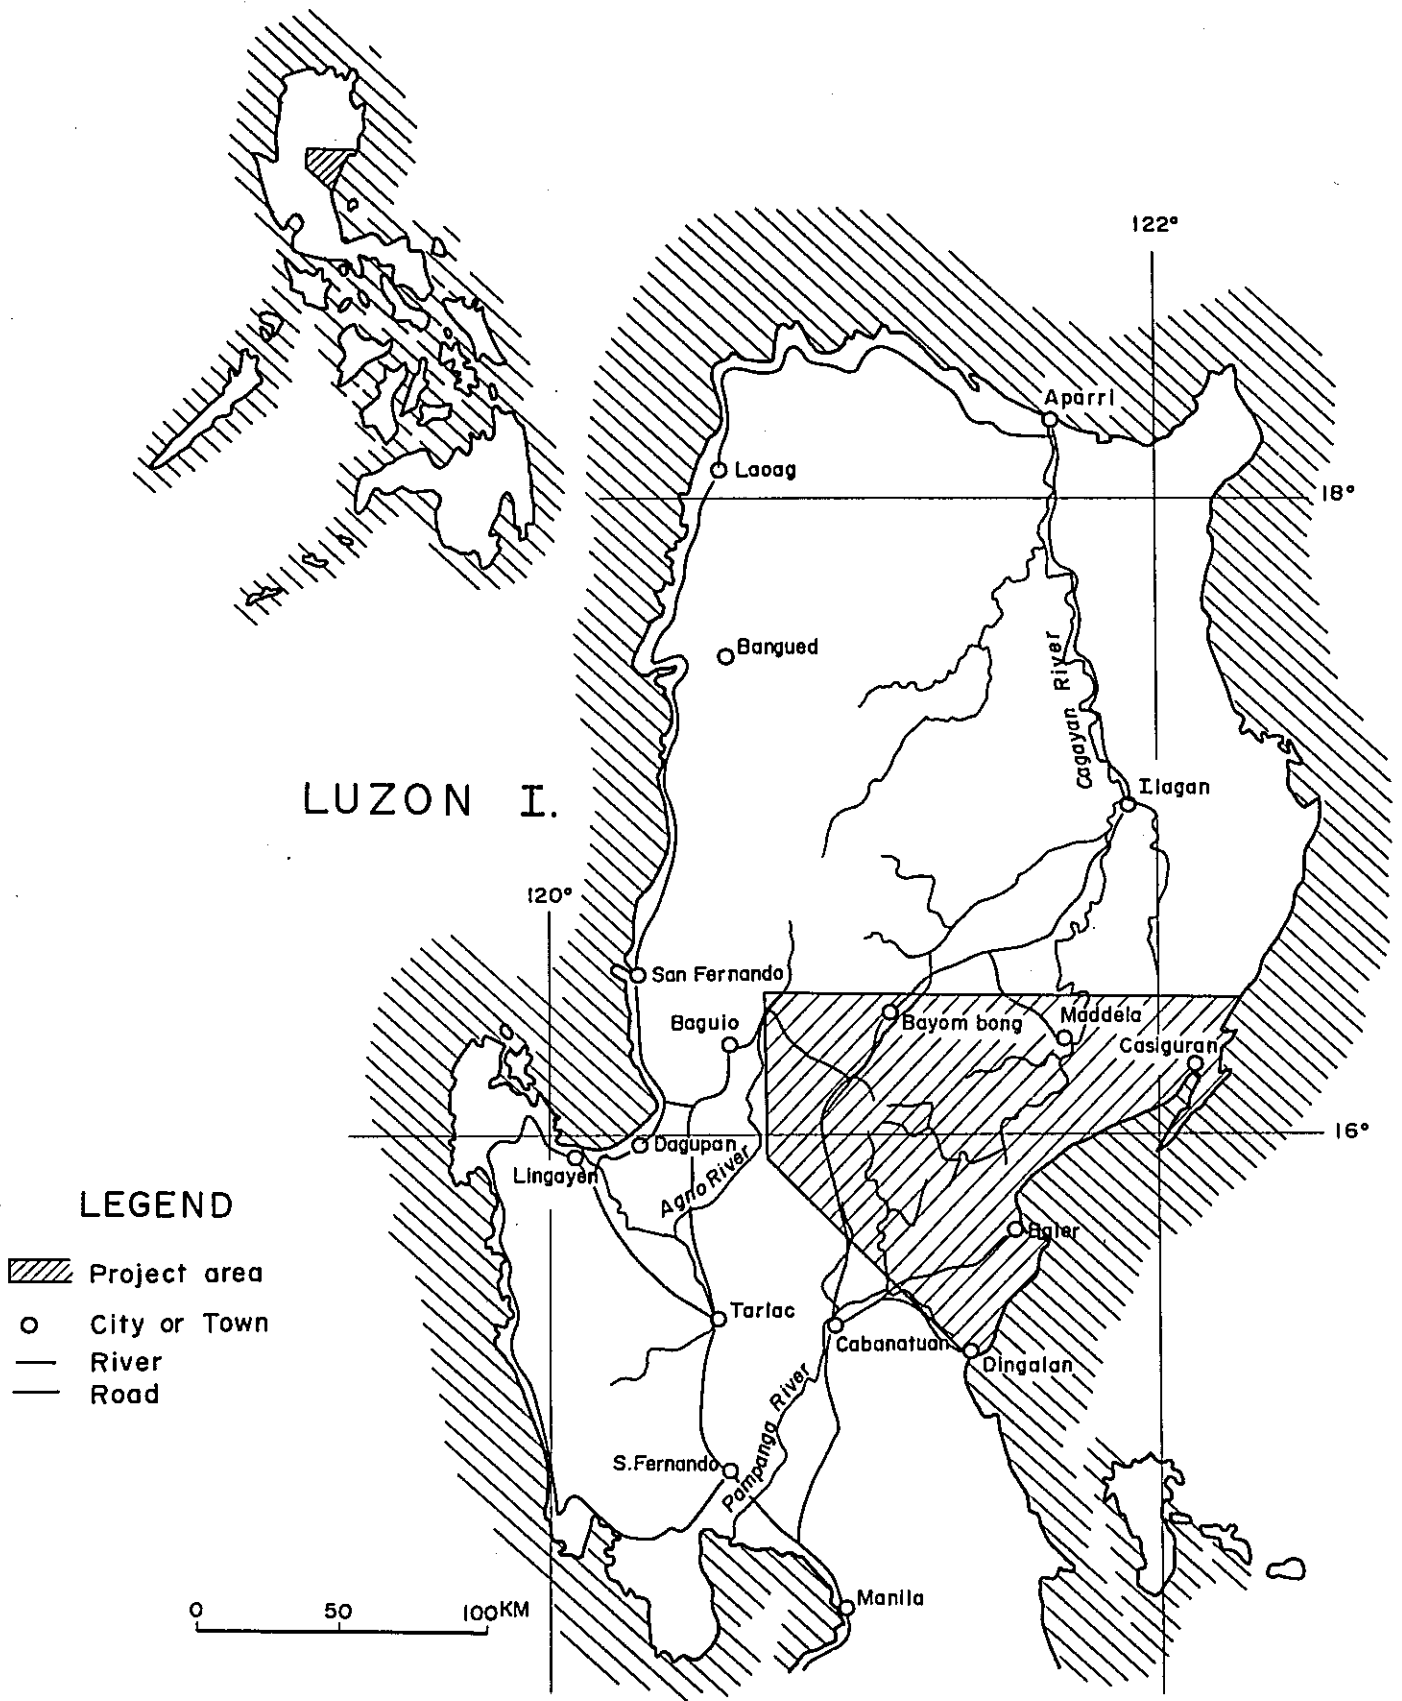 122°
Aparri
Laoag
18°
Bangued
Cagayan River
LUZON I.
Ilagan
120°
San Fernando
Baguio
Bayom bong
Maddela
Casiguran
16°
Dagupan
Lingayen
Agno River
LEGEND
Baler
Project area
Tarlac
City or Town
Cabanatuan
River
Dingalan
Road
Pampanga River
S.Fernando
Manila
0 50 100KM